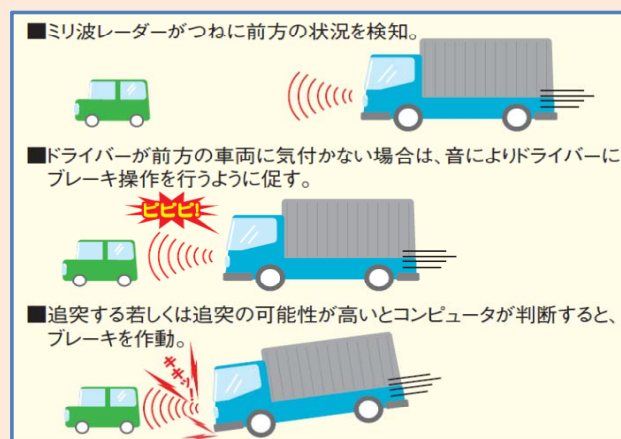 ■ミリ波レーダーがつねに前方の状況を検知。
■ドライバーが前方の車両に気付かない場合は、音によりドライバーに
ブレーキ操作を行うように促す。
ピピピ!
■追突する若しくは追突の可能性が高いとコンピュータが判断すると、
ブレーキを作動。
キキッ!